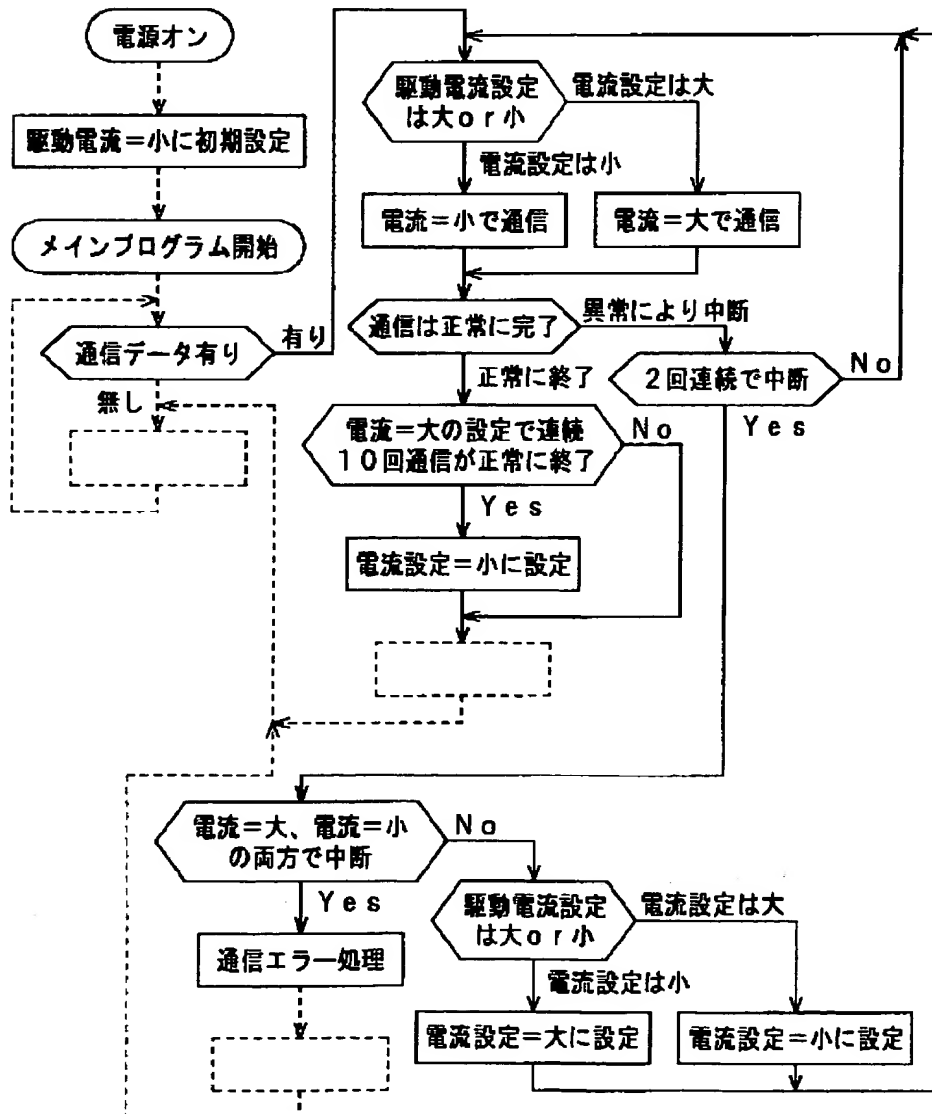 電源オン
駆動電流=小に初期設定
メインプログラム開始
通信データ有り
有り
無し
駆動電流設定
は大or小
電流設定は大
電流設定は小
電流=小で通信
電流=大で通信
通信は正常に完了
異常により中断
正常に終了
2回連続で中断
No
Yes
電流=大の設定で連続
10回通信が正常に終了
No
Yes
電流設定=小に設定
電流=大、電流=小
の両方で中断
No
Yes
通信エラー処理
駆動電流設定
は大or小
電流設定は大
電流設定は小
電流設定=大に設定
電流設定=小に設定